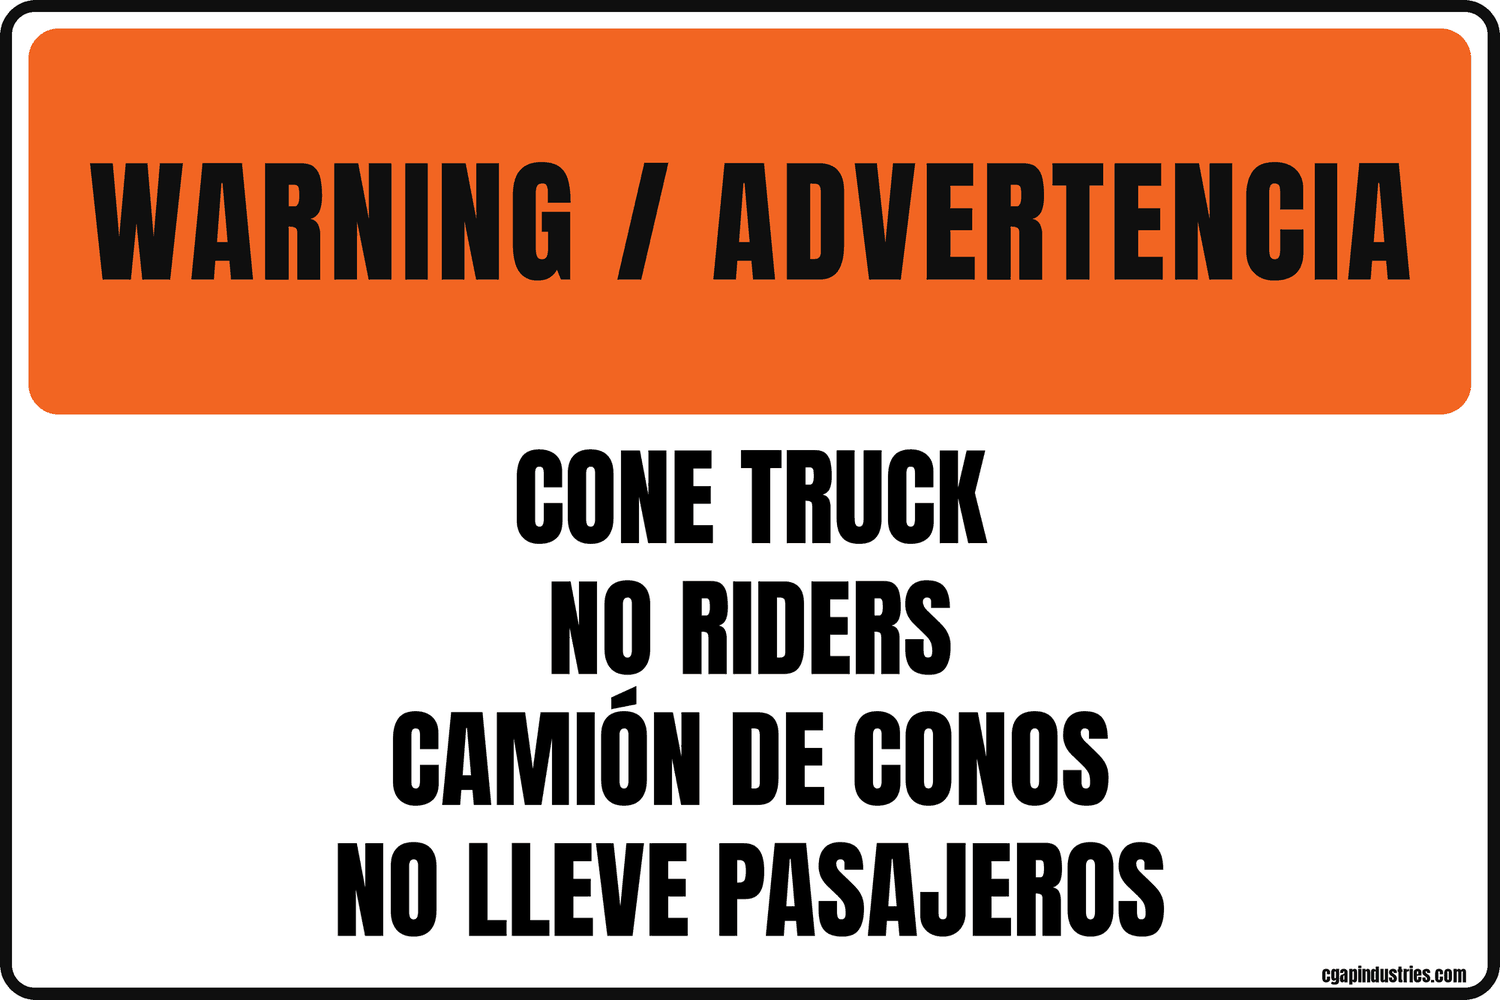 WARNING / ADVERTENCIA
CONE TRUCK
NO RIDERS
CAMIÓN DE CONOS
NO LLEVE PASAJEROS
cgapindustries.com